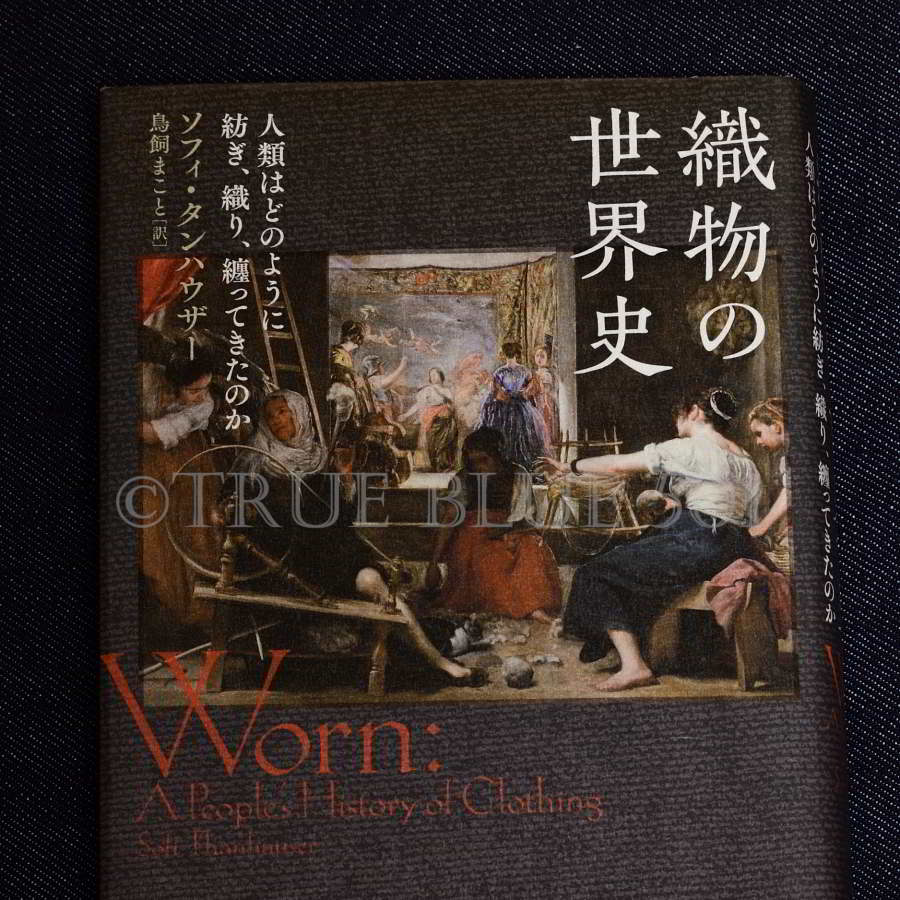 織物の
世界史
人類はどのように
紡ぎ、織り、纏ってきたのか
ソフィ・タンハウザー
鳥飼まこと[訳]
人類はどのように紡ぎ、織り、纏ってきたのか
©TRUE BLUE
Worn:
A People's History of Clothing
Sofi Thanhauser